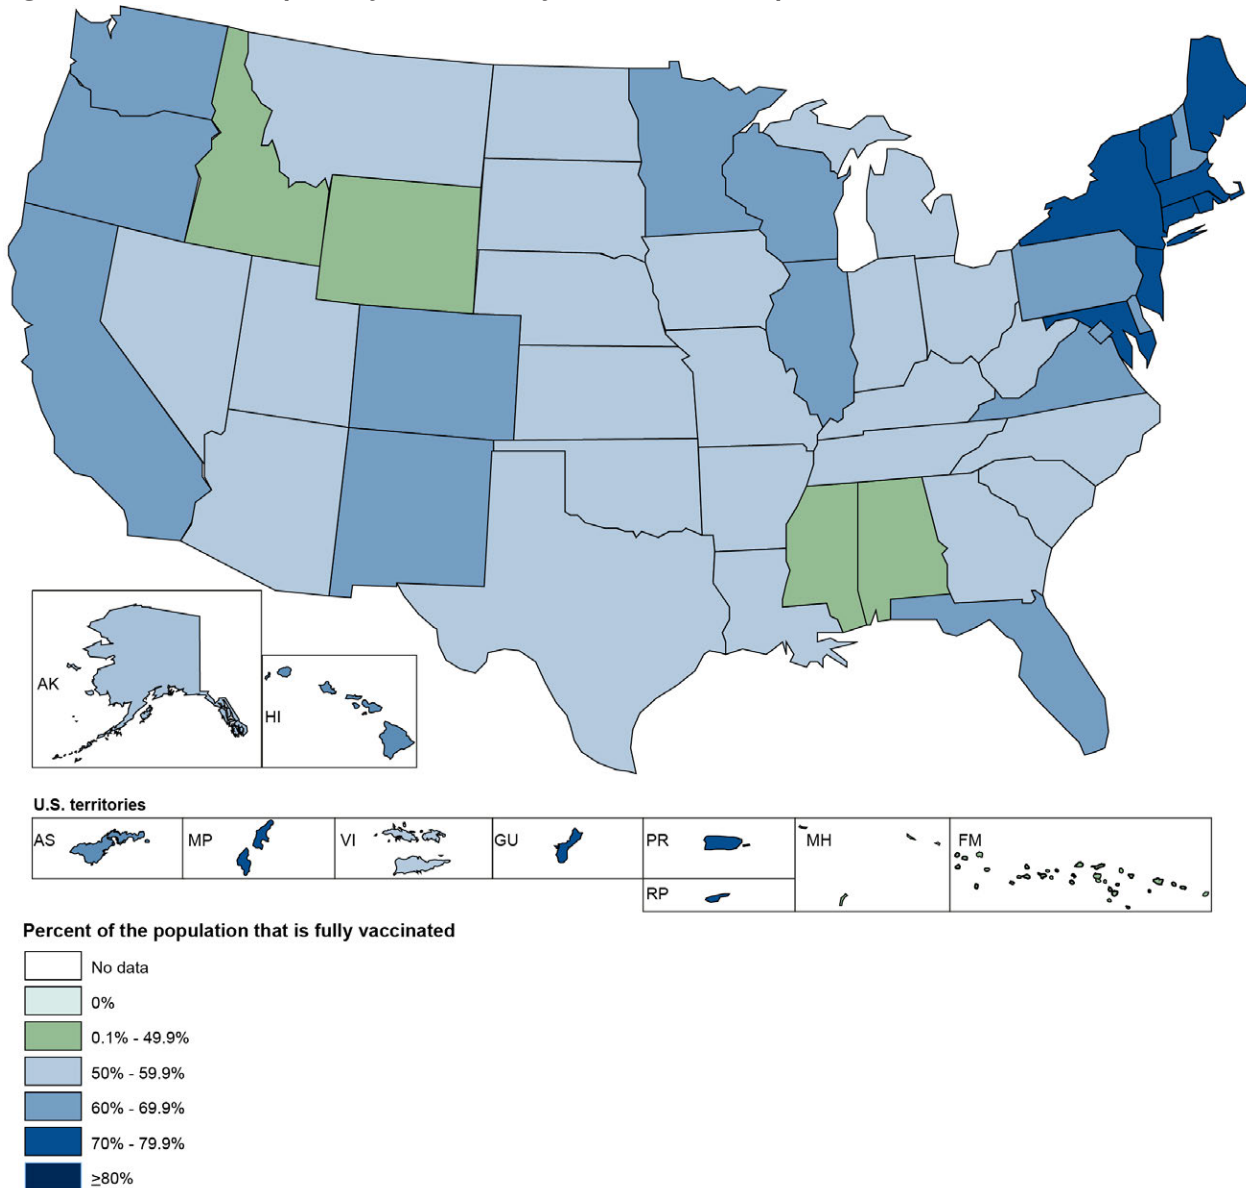 AK
HI
U.S. territories
AS
MP
VI
GU
PR
MH
FM
RP
Percent of the population that is fully vaccinated
No data
0%
0.1% - 49.9%
50% - 59.9%
60% - 69.9%
70% - 79.9%
≥80%